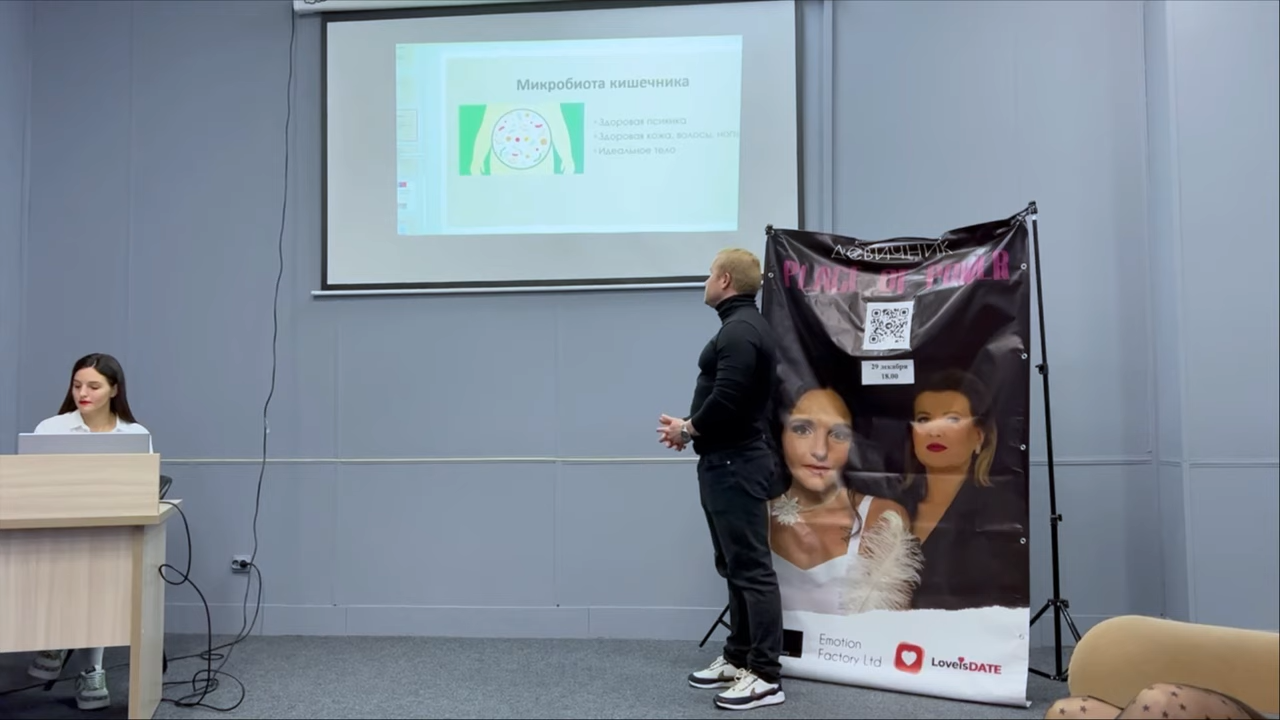 Микробиота кишечника
• Здоровая психика
• Здоровая кожа, волосы,
• Идеальное тело
ДЕВИЧНИК
PLACE OF POWER
29 декабря
18.00
Emotion
Factory Ltd
LoveisDATE